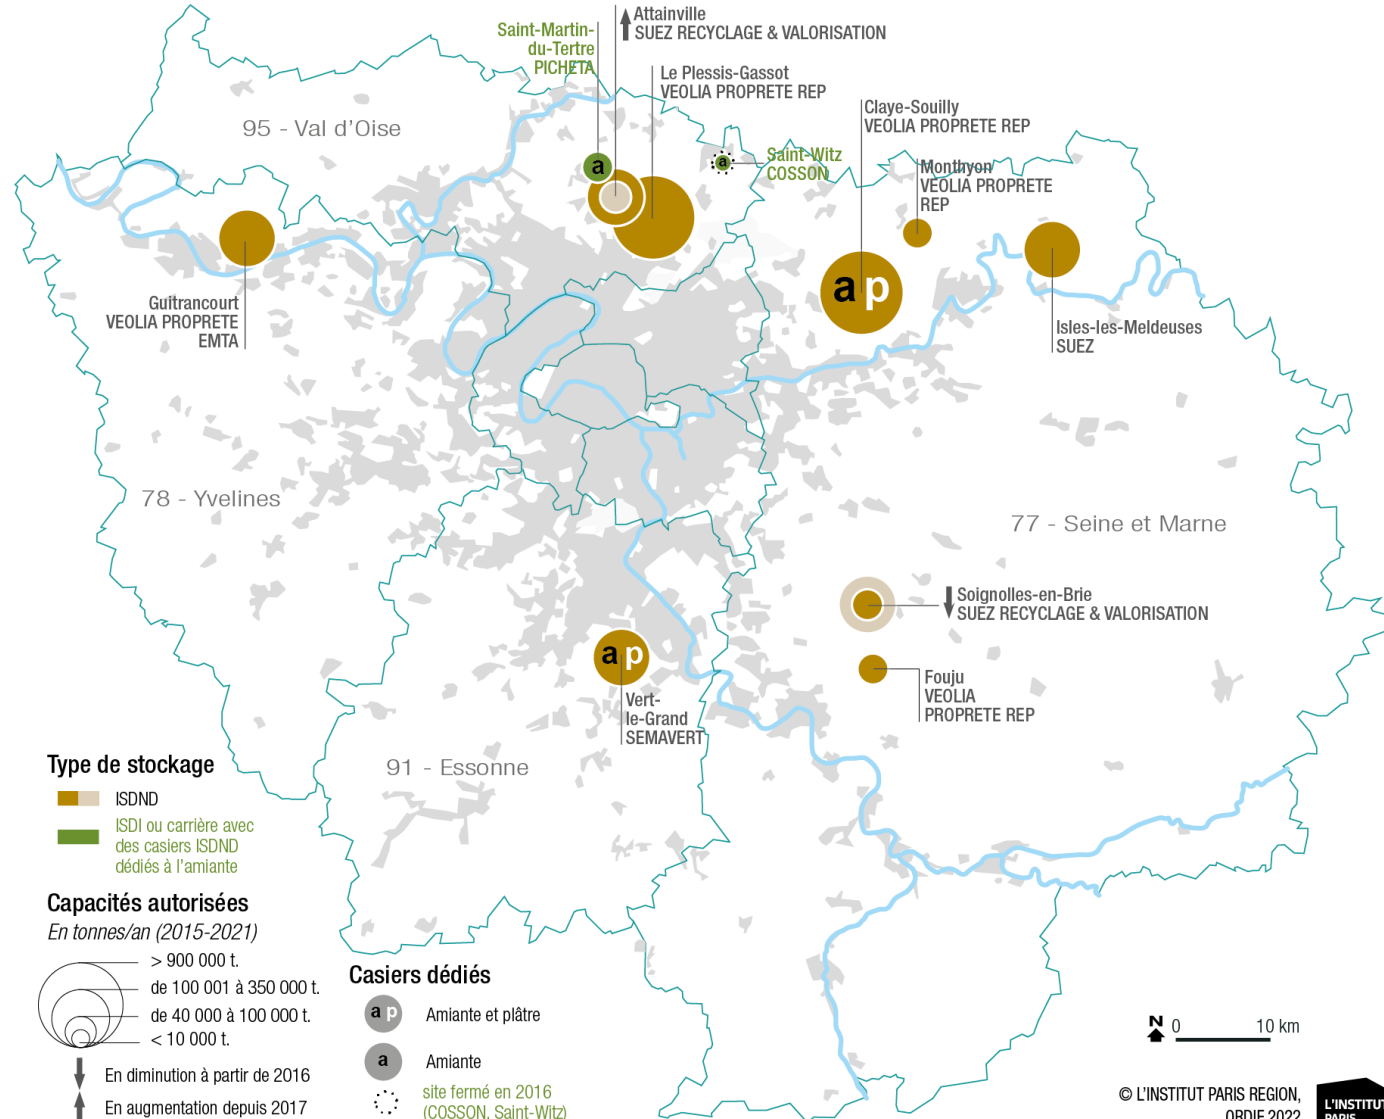 Attainville
SUEZ RECYCLAGE & VALORISATION
Saint-Martin-
du-Tertre
PICHETA
Le Plessis-Gassot
VEOLIA PROPRETE REP
Claye-Souilly
VEOLIA PROPRETE REP
95 - Val d'Oise
a
a
Saint-Witz
COSSON
Monthyon
VEOLIA PROPRETE
REP
a p
Guitrancourt
VEOLIA PROPRETE
EMTA
Isles-les-Meldeuses
SUEZ
78 - Yvelines
77 - Seine et Marne
Soignolles-en-Brie
SUEZ RECYCLAGE & VALORISATION
a p
Fouju
VEOLIA
PROPRETE REP
Vert-
le-Grand
SEMAVERT
91 - Essonne
Type de stockage
ISDND
ISDI ou carrière avec
des casiers ISDND
dédiés à l'amiante
Capacités autorisées
En tonnes/an (2015-2021)
> 900 000 t.
de 100 001 à 350 000 t.
de 40 000 à 100 000 t.
< 10 000 t.
En diminution à partir de 2016
En augmentation depuis 2017
Casiers dédiés
a p Amiante et plâtre
a Amiante
site fermé en 2016
(COSSON, Saint-Witz)
N 0 10 km
© L'INSTITUT PARIS REGION,
ORDIF 2022
L'INSTITUT
PARIS